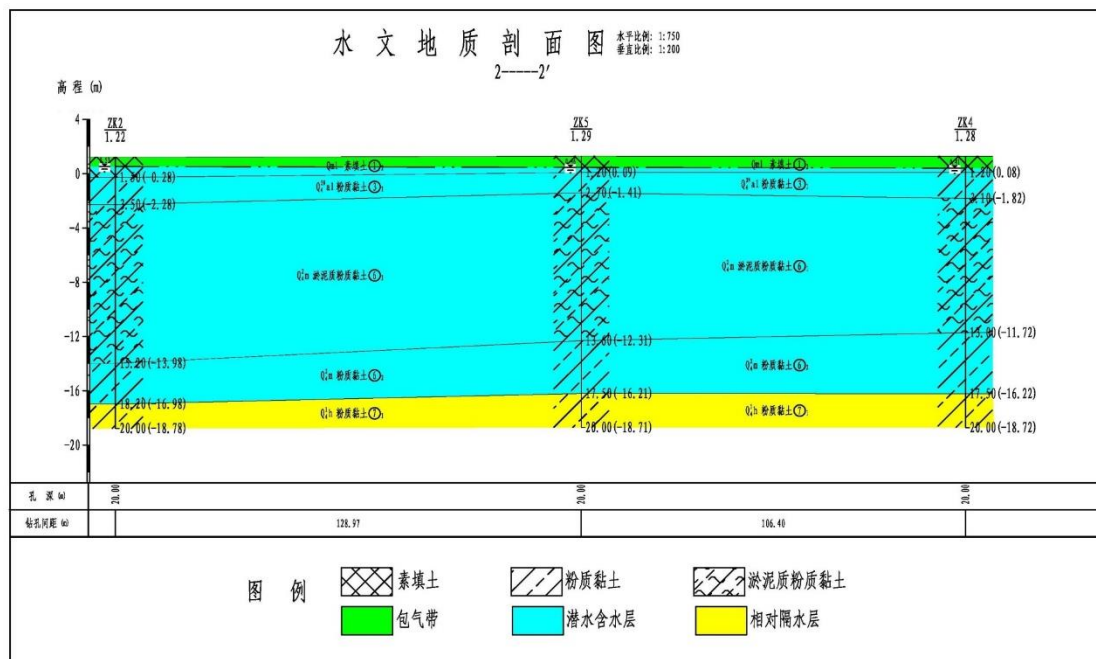 水文地质剖面图
水平比例: 1:750
垂直比例: 1:200
2-----2′
高程 (m)
ZK2
1.22
ZK5
1.29
ZK4
1.28
4
0
-4
-8
-12
-16
-20
Qml 素填土①
Qml 素填土①
(-0.28)
1.20(0.09)
1.20(0.08)
al 粉质黏土③
al 粉质黏土③
3.50(-2.28)
2.70(-1.41)
3.10(-1.82)
m 淤泥质粉质黏土⑥
m 淤泥质粉质黏土⑥
(-13.98)
13.60(-12.31)
13.00(-11.72)
m 粉质黏土⑥
m 粉质黏土⑥
18.20(-16.98)
17.50(-16.21)
17.50(-16.22)
h 粉质黏土⑦
h 粉质黏土⑦
20.00(-18.78)
20.00(-18.71)
20.00(-18.72)
孔 深 (m)
20.00
20.00
20.00
钻孔间距 (m)
128.97
106.40
图 例
素填土
粉质黏土
淤泥质粉质黏土
包气带
潜水含水层
相对隔水层